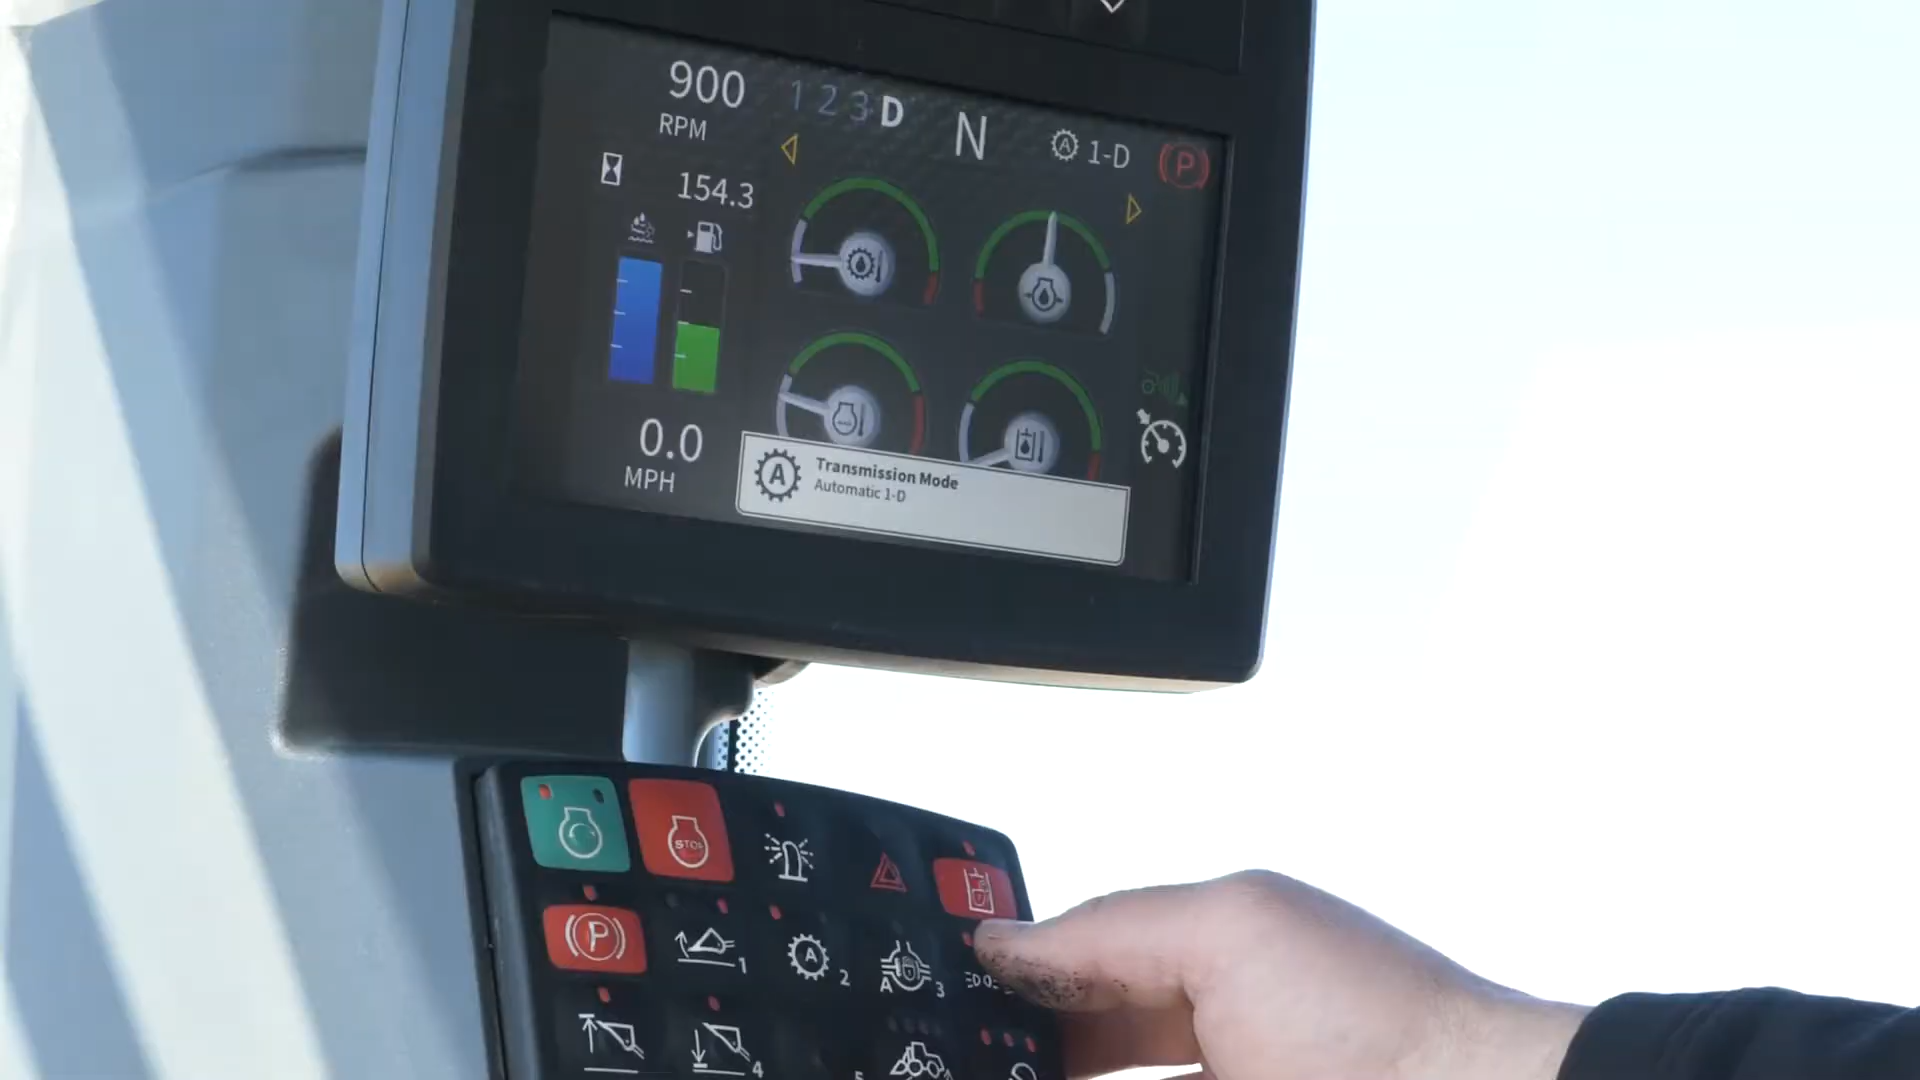 900
RPM
1 2 3 D
N
A 1-D
P
154.3
0.0
MPH
A
Transmission Mode
Automatic 1-D
STOP
P
1
A 2
A 3
4
5